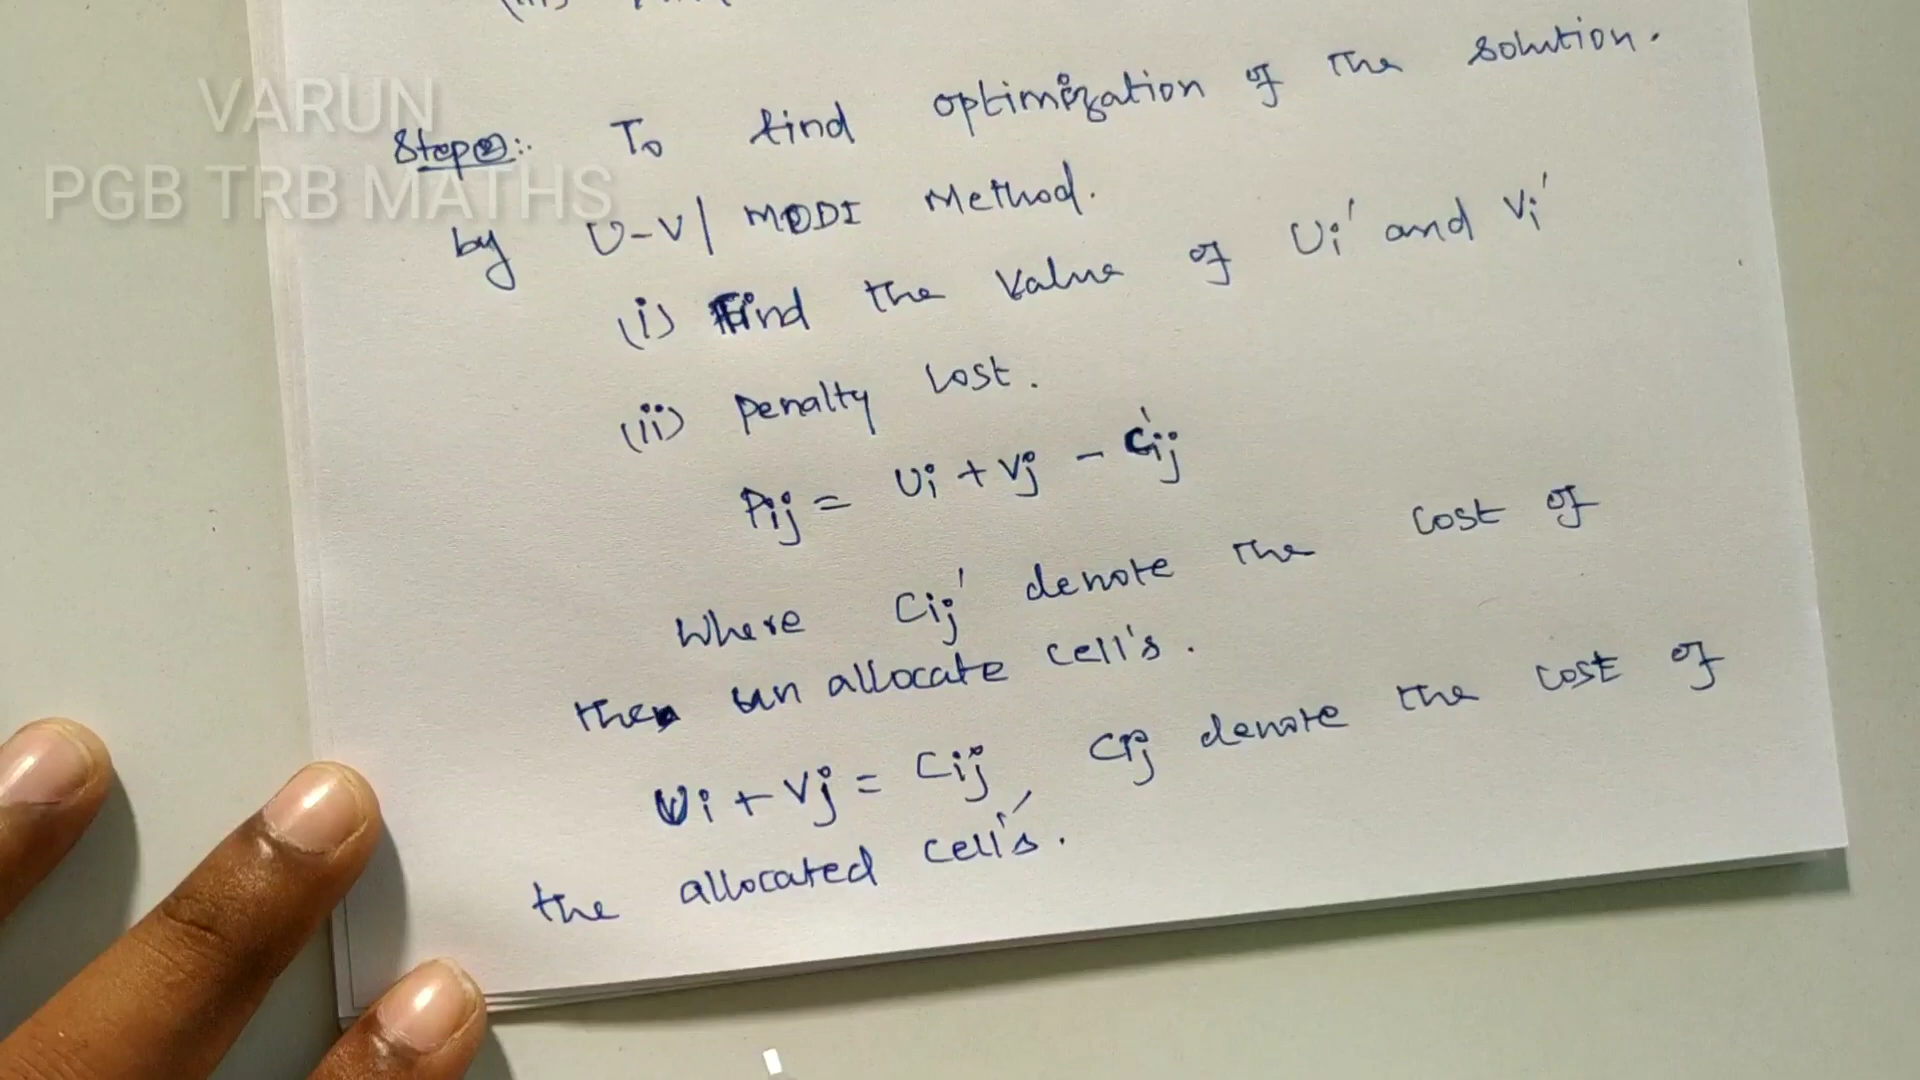 VARUN
PGB TRB MATHS
Step②:. To find optimization of the solution.
by U-V| MODI Method.
(i) Find the value of Ui' and Vi'
(ii) Penalty cost.
Pij = Ui + Vj - C'ij
Where Cij' denote the cost of
the un allocate cell's.
Ui + Vj = Cij, Cij denote the cost of
the allocated cell's.